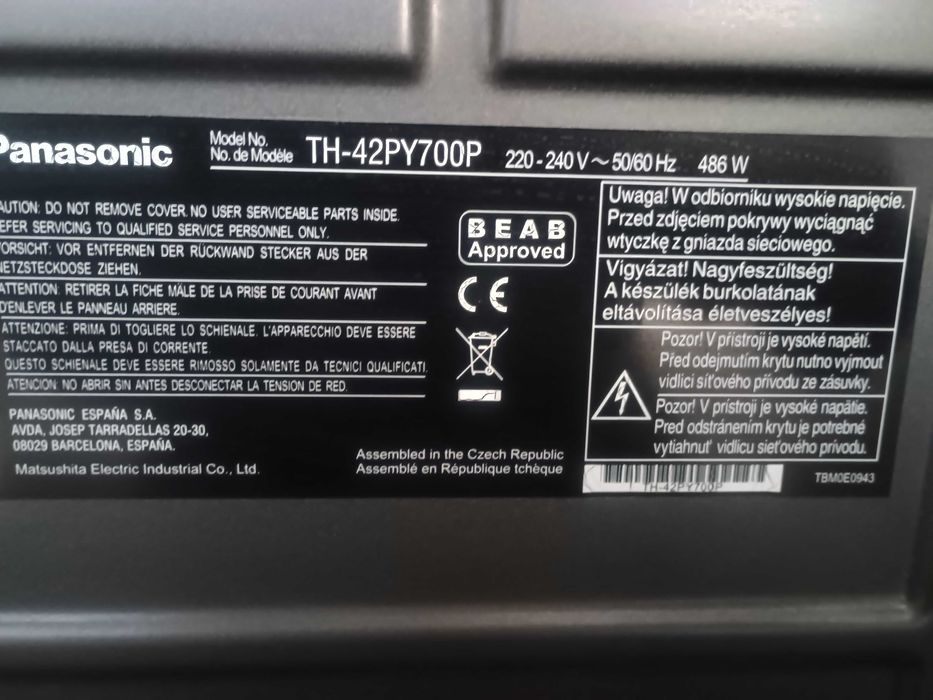 Panasonic
Model No.
No. de Modèle
TH-42PY700P
220 - 240 V ~ 50/60 Hz 486 W
AUTION: DO NOT REMOVE COVER. NO USER SERVICEABLE PARTS INSIDE.
EFER SERVICING TO QUALIFIED SERVICE PERSONNEL ONLY.
ORSICHT: VOR ENTFERNEN DER RÜCKWAND STECKER AUS DER
NETZSTECKDOSE ZIEHEN.
ATTENTION: RETIRER LA FICHE MÂLE DE LA PRISE DE COURANT AVANT
D'ENLEVER LE PANNEAU ARRIERE.
ATTENZIONE: PRIMA DI TOGLIERE LO SCHIENALE. L'APPARECCHIO DEVE ESSERE
STACCATO DALLA PRESA DI CORRENTE.
QUESTO SCHIENALE DEVE ESSERE RIMOSSO SOLAMENTE DA TECNICI QUALIFICATI.
ATENCION: NO ABRIR SIN ANTES DESCONECTAR LA TENSION DE RED.
PANASONIC ESPAÑA S.A.
AVDA, JOSEP TARRADELLAS 20-30,
08029 BARCELONA, ESPAÑA.
Matsushita Electric Industrial Co., Ltd.
BEAB
Approved
CE
Assembled in the Czech Republic
Assemblé en République tchèque
Uwaga! W odbiorniku wysokie napięcie.
Przed zdjęciem pokrywy wyciągnąć
wtyczkę z gniazda sieciowego.
Vigyázat! Nagyfeszültség!
A készülék burkolatának
eltávolítása életveszélyes!
Pozor! V přístroji je vysoké napětí.
Před odejmutím krytu nutno vyjmout
vidlici síťového přívodu ze zásuvky.
Pozor! V prístroji je vysoké napätie.
Pred odstránením krytu je potrebné
vytiahnuť vidlicu sieťového prívodu.
TH-42PY700P
TBM0E0943